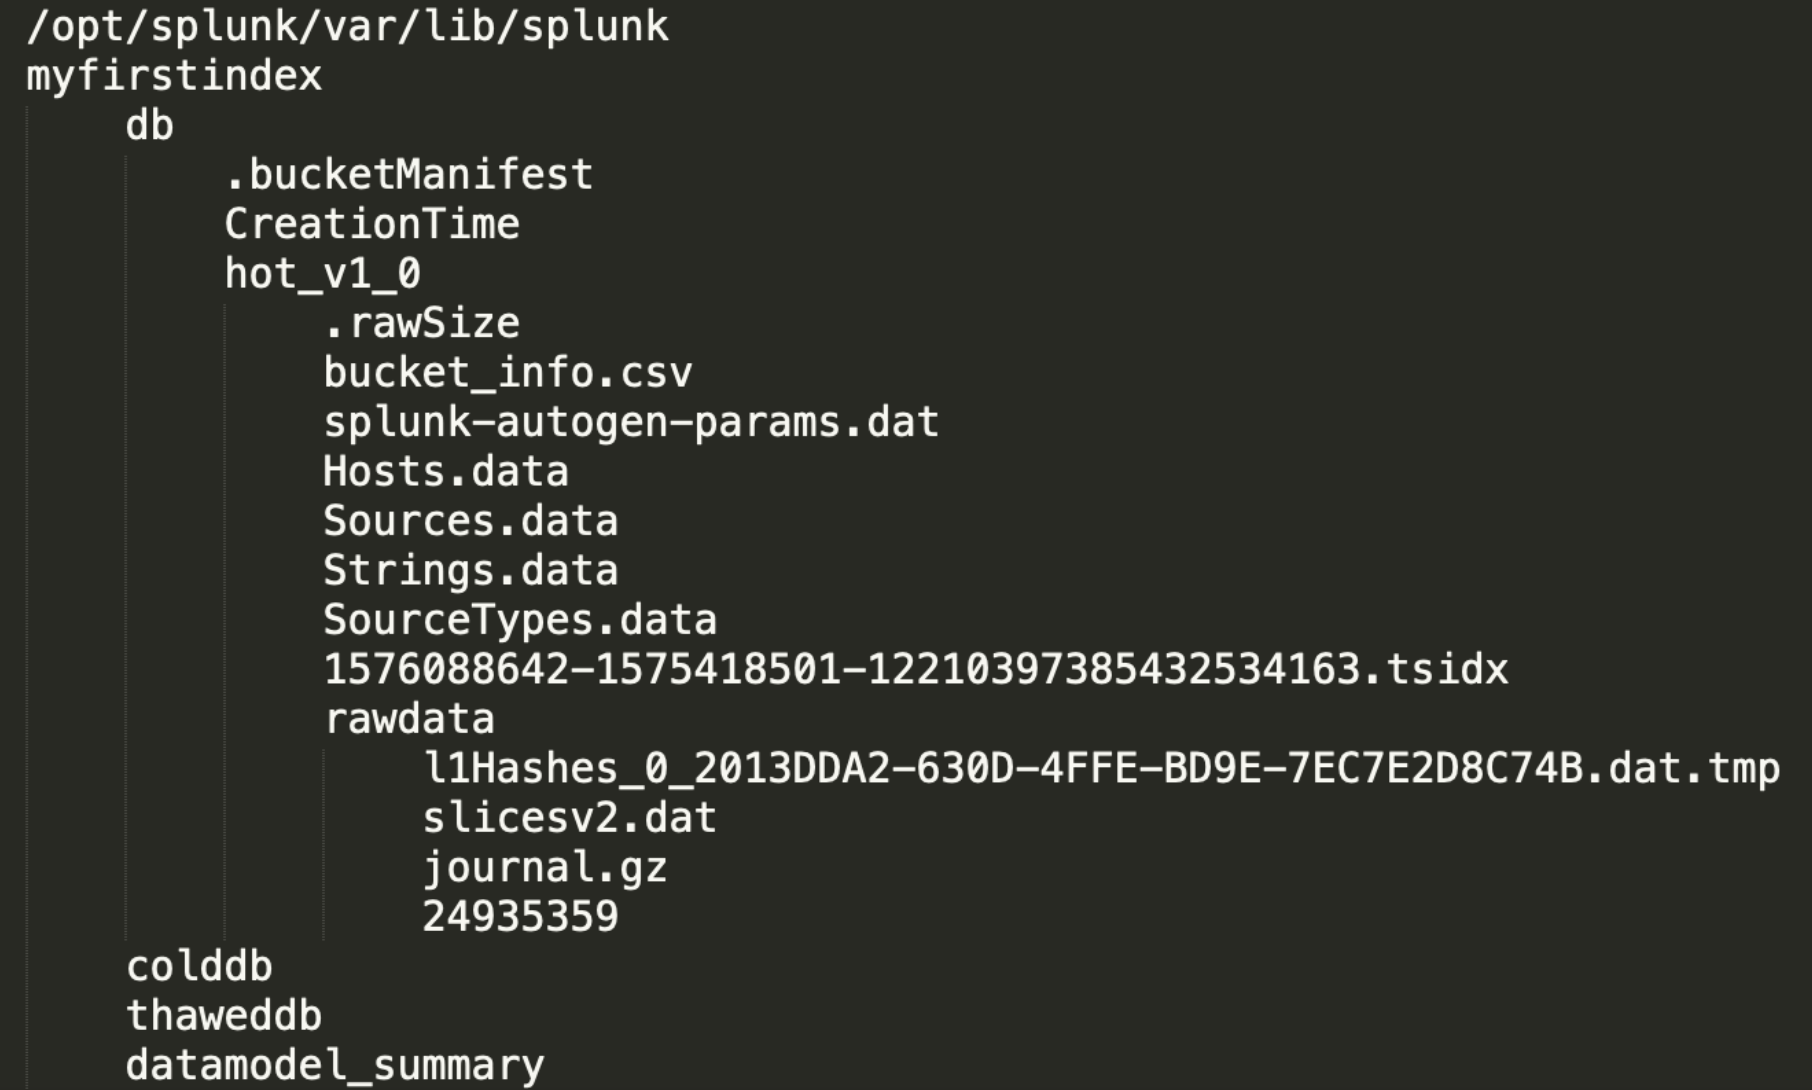 /opt/splunk/var/lib/splunk
myfirstindex
db
.bucketManifest
CreationTime
hot_v1_0
.rawSize
bucket_info.csv
splunk-autogen-params.dat
Hosts.data
Sources.data
Strings.data
SourceTypes.data
1576088642-1575418501-12210397385432534163.tsidx
rawdata
l1Hashes_0_2013DDA2-630D-4FFE-BD9E-7EC7E2D8C74B.dat.tmp
slicesv2.dat
journal.gz
24935359
colddb
thaweddb
datamodel_summary